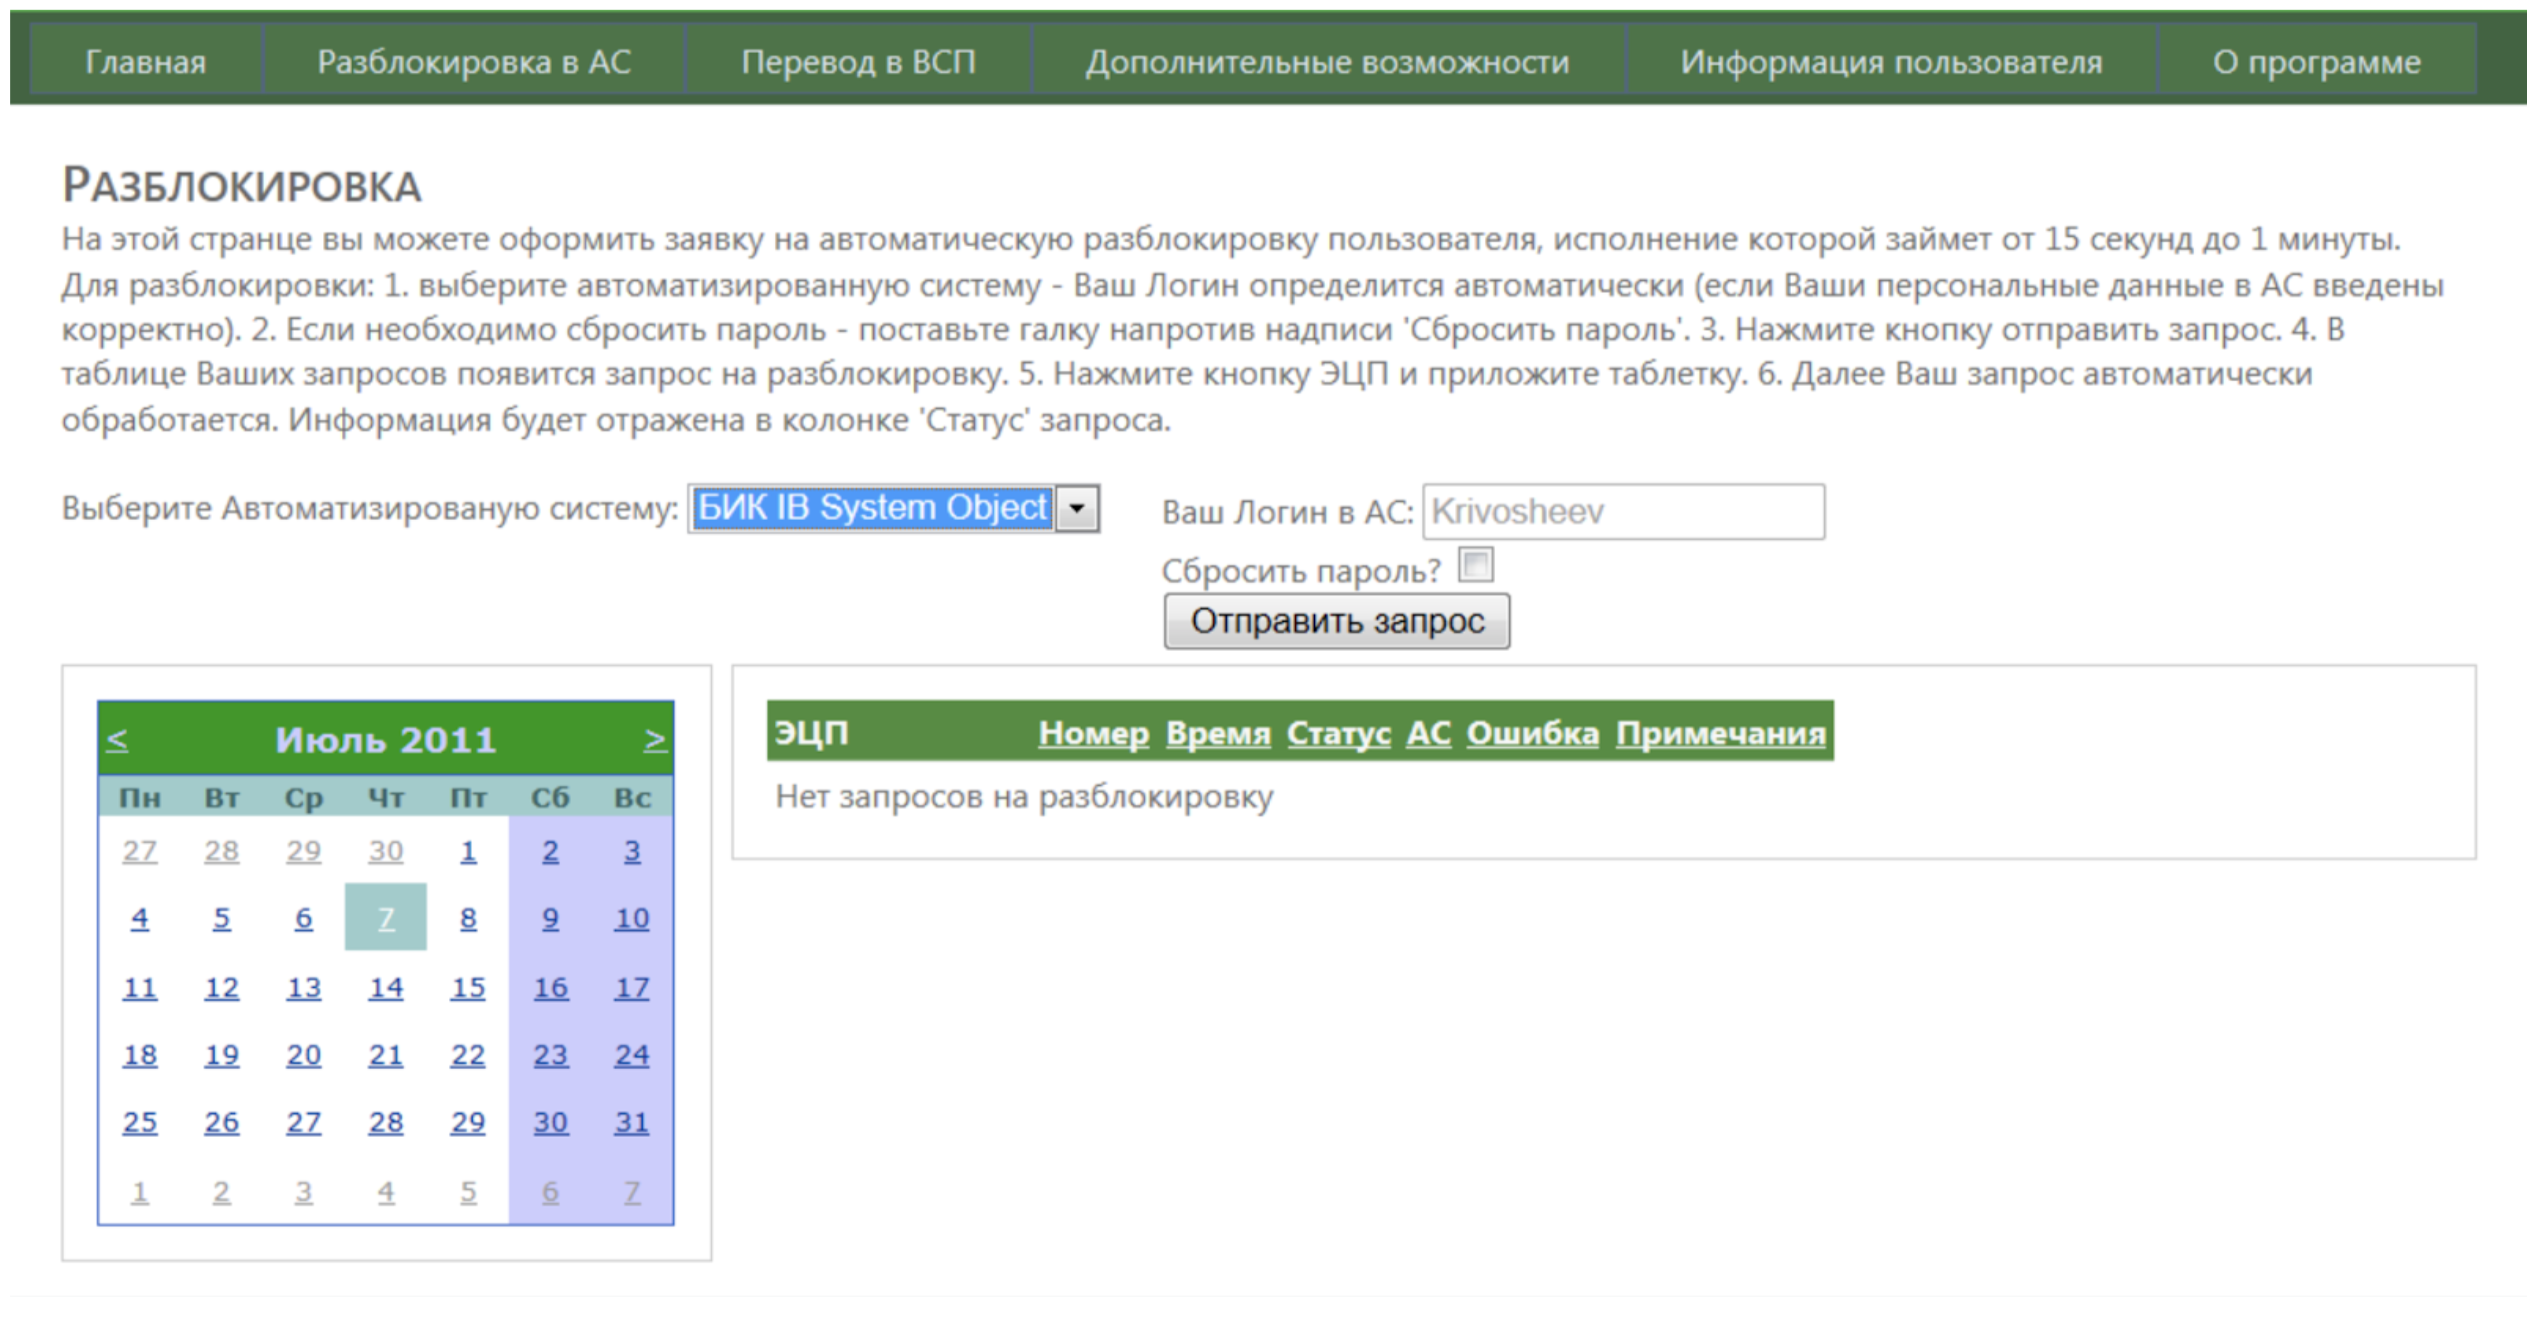 Главная Разблокировка в АС Перевод в ВСП Дополнительные возможности Информация пользователя О программе
РАЗБЛОКИРОВКА
На этой странце вы можете оформить заявку на автоматическую разблокировку пользователя, исполнение которой займет от 15 секунд до 1 минуты.
Для разблокировки: 1. выберите автоматизированную систему - Ваш Логин определится автоматически (если Ваши персональные данные в АС введены
корректно). 2. Если необходимо сбросить пароль - поставьте галку напротив надписи 'Сбросить пароль'. 3. Нажмите кнопку отправить запрос. 4. В
таблице Ваших запросов появится запрос на разблокировку. 5. Нажмите кнопку ЭЦП и приложите таблетку. 6. Далее Ваш запрос автоматически
обработается. Информация будет отражена в колонке 'Статус' запроса.
Выберите Автоматизированую систему: БИК IB System Object Ваш Логин в АС: Krivosheev
Сбросить пароль?
Отправить запрос
< Июль 2011 >
Пн Вт Ср Чт Пт Сб Вс
27 28 29 30 1 2 3
4 5 6 7 8 9 10
11 12 13 14 15 16 17
18 19 20 21 22 23 24
25 26 27 28 29 30 31
1 2 3 4 5 6 7
ЭЦП Номер Время Статус АС Ошибка Примечания
Нет запросов на разблокировку